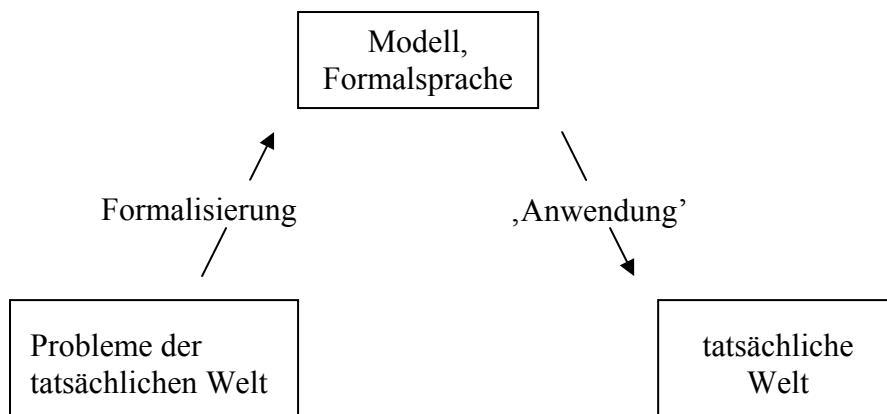 Modell,
Formalsprache
Formalisierung
‚Anwendung’
Probleme der
tatsächlichen Welt
tatsächliche
Welt